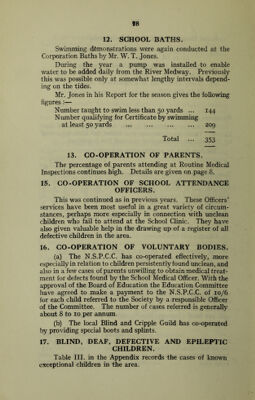 28
12. SCHOOL BATHS.
Swimming demonstrations were again conducted at the
Corporation Baths by Mr. W. T. Jones.
During the year a pump was installed to enable
water to be added daily from the River Medway. Previously
this was possible only at somewhat lengthy intervals depend-
ing on the tides.
Mr. Jones in his Report for the season gives the following
figures :—
Number taught to swim less than 50 yards ... 144
Number qualifying for Certificate by swimming
at least 50 yards ... ... ... ... 209
Total ... 353
13. CO-OPERATION OF PARENTS.
The percentage of parents attending at Routine Medical
Inspections continues high. Details are given on page 8.
15. CO-OPERATION OF SCHOOL ATTENDANCE
OFFICERS.
This was continued as in previous years. These Officers'
services have been most useful in a great variety of circum-
stances, perhaps more especially in connection with unclean
children who fail to attend at the School Clinic. They have
also given valuable help in the drawing up of a register of all
defective children in the area.
16. CO-OPERATION OF VOLUNTARY BODIES.
(a) The N.S.P.C.C. has co-operated effectively, more
especially in relation to children persistently found unclean, and
also in a few cases of parents unwilling to obtain medical treat-
ment for defects found by the School Medical Officer. With the
approval of the Board of Education the Education Committee
have agreed to make a payment to the N.S.P.C.C. of 10/6
for each child referred to the Society by a responsible Officer
of the Committee. The number of cases referred is generally
about 8 to 10 per annum.
(b) The local Blind and Cripple Guild has co-operated
by providing special boots and splints.
17. BLIND, DEAF, DEFECTIVE AND EPILEPTIC
CHILDREN.
Table III. in the Appendix records the cases of known
exceptional children in the area.